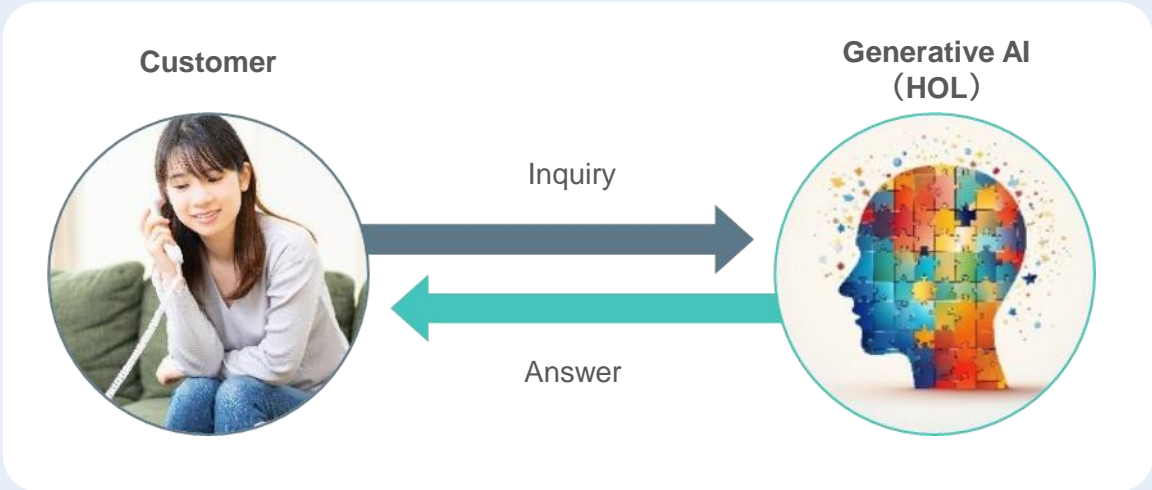 Customer
Generative AI
（HOL）
Inquiry
Answer